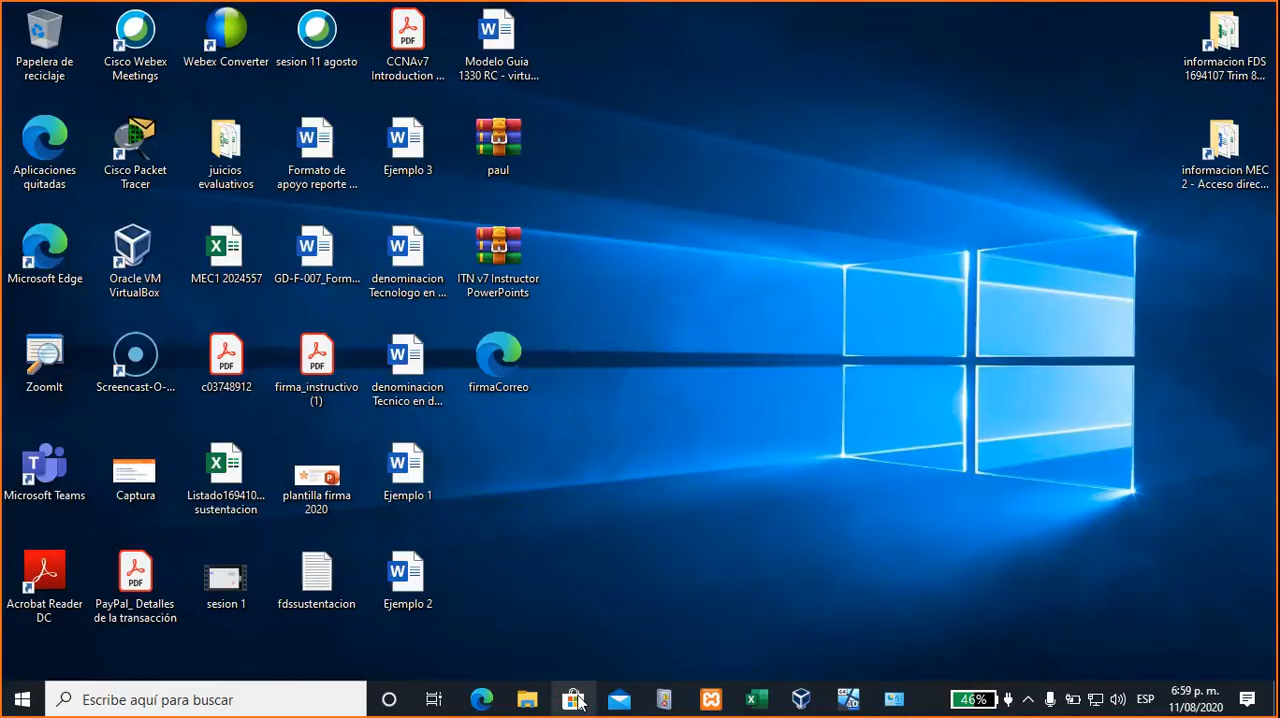 Papelera de
reciclaje
Cisco Webex
Meetings
Webex Converter
sesion 11 agosto
PDF
CCNAv7
Introduction ...
Modelo Guia
1330 RC - virtu...
informacion FDS
1694107 Trim 8...
Aplicaciones
quitadas
Cisco Packet
Tracer
juicios
evaluativos
Formato de
apoyo reporte ...
Ejemplo 3
paul
informacion MEC
2 - Acceso direc...
Microsoft Edge
Oracle VM
VirtualBox
MEC1 2024557
GD-F-007_Form...
denominacion
Tecnologo en ...
ITN v7 Instructor
PowerPoints
ZoomIt
Screencast-O-...
PDF
c03748912
PDF
firma_instructivo
(1)
denominacion
Tecnico en d...
firmaCorreo
Microsoft Teams
Captura
Listado169410...
sustentacion
plantilla firma
2020
Ejemplo 1
Acrobat Reader
DC
PDF
PayPal_ Detalles
de la transacción
sesion 1
fdssustentacion
Ejemplo 2
Escribe aquí para buscar
46%
ESP
6:59 p. m.
11/08/2020